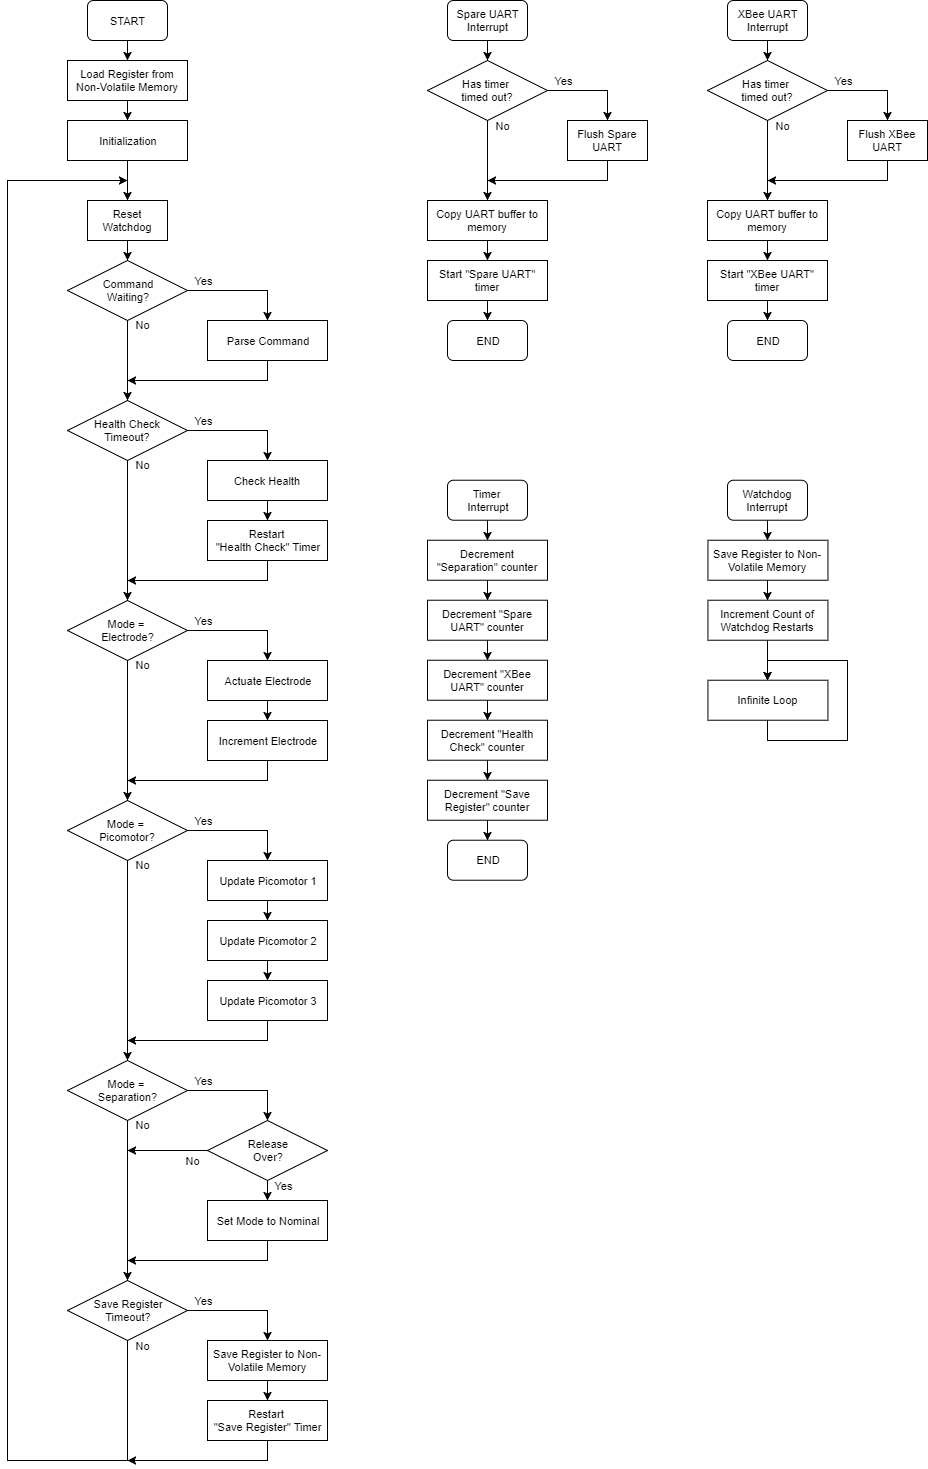 START
Load Register from
Non-Volatile Memory
Initialization
Reset
Watchdog
Command
Waiting?
Yes
No
Parse Command
Health Check
Timeout?
Yes
No
Check Health
Restart
"Health Check" Timer
Mode =
Electrode?
Yes
No
Actuate Electrode
Increment Electrode
Mode =
Picomotor?
Yes
No
Update Picomotor 1
Update Picomotor 2
Update Picomotor 3
Mode =
Separation?
Yes
No
Release
Over?
No
Yes
Set Mode to Nominal
Save Register
Timeout?
Yes
No
Save Register to Non-
Volatile Memory
Restart
"Save Register" Timer
Spare UART
Interrupt
Has timer
timed out?
Yes
No
Flush Spare
UART
Copy UART buffer to
memory
Start "Spare UART"
timer
END
XBee UART
Interrupt
Has timer
timed out?
Yes
No
Flush XBee
UART
Copy UART buffer to
memory
Start "XBee UART"
timer
END
Timer
Interrupt
Decrement
"Separation" counter
Decrement "Spare
UART" counter
Decrement "XBee
UART" counter
Decrement "Health
Check" counter
Decrement "Save
Register" counter
END
Watchdog
Interrupt
Save Register to Non-
Volatile Memory
Increment Count of
Watchdog Restarts
Infinite Loop